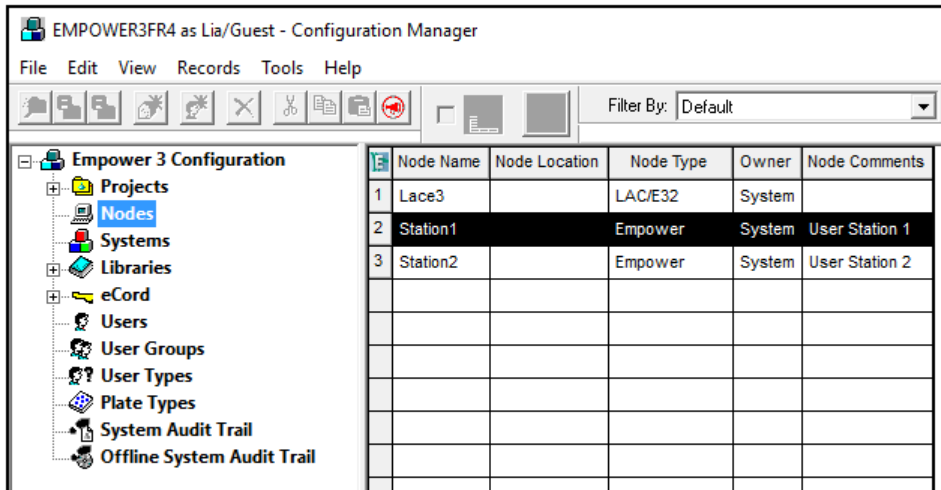 EMPOWER3FR4 as Lia/Guest - Configuration Manager
File Edit View Records Tools Help
Filter By: Default
Empower 3 Configuration
Projects
Nodes
Systems
Libraries
eCord
Users
User Groups
User Types
Plate Types
System Audit Trail
Offline System Audit Trail
Node Name Node Location Node Type Owner Node Comments
1 Lace3 LAC/E32 System
2 Station1 Empower System User Station 1
3 Station2 Empower System User Station 2